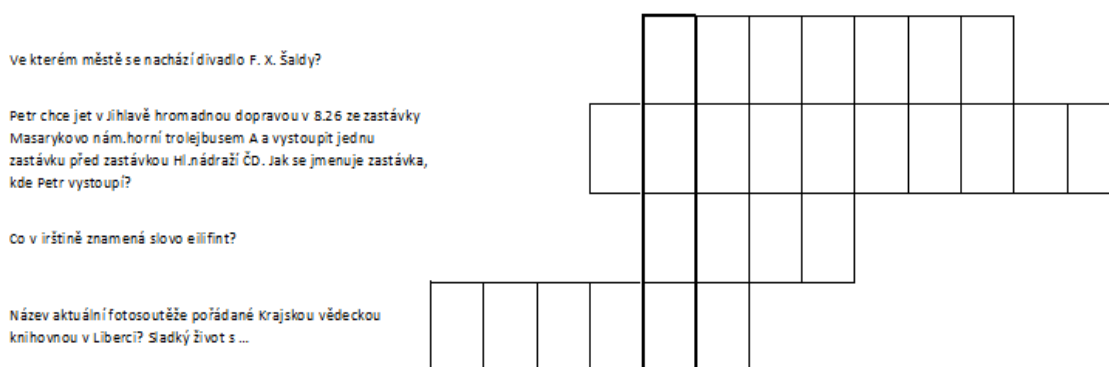 Ve kterém městě se nachází divadlo F. X. Šaldy?
Petr chce jet v Jihlavě hromadnou dopravou v 8.26 ze zastávky
Masarykovo nám.horní trolejbusem A a vystoupit jednu
zastávku před zastávkou Hl.nádraží ČD. Jak se jmenuje zastávka,
kde Petr vystoupí?
Co v irštině znamená slovo eilifint?
Název aktuální fotosoutěže pořádané Krajskou vědeckou
knihovnou v Liberci? Sladký život s ...